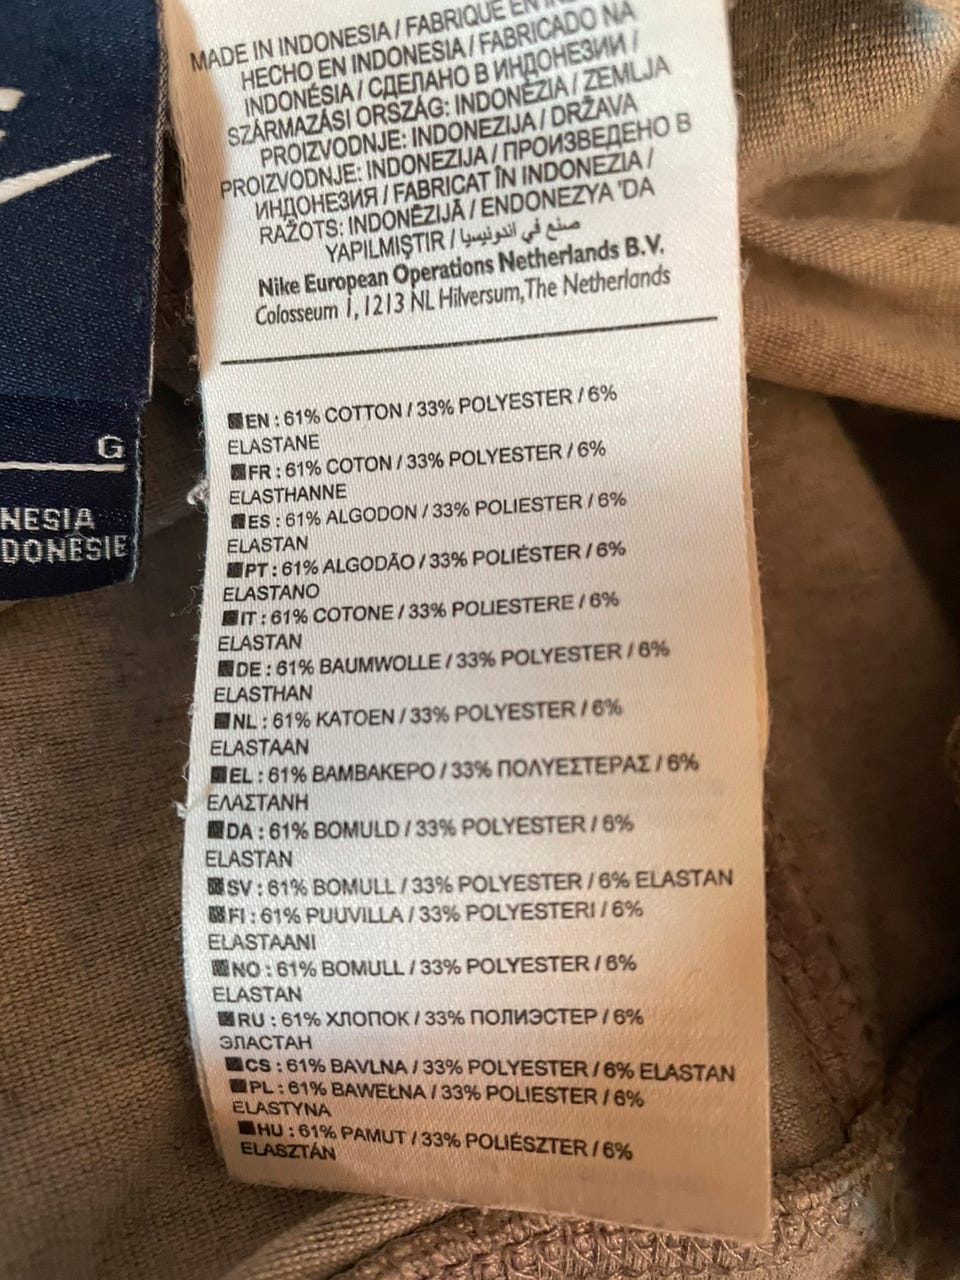 MADE IN INDONESIA / FABRIQUÉ EN
HECHO EN INDONESIA / FABRICADO NA
INDONÉSIA / СДЕЛАНО В ИНДОНЕЗИИ /
SZÁRMAZÁSI ORSZÁG: INDONÉZIA / ZEMLJA
PROIZVODNJE: INDONEZIJA / DRŽAVA
PROIZVODNJE: INDONEZIJA / ПРОИЗВЕДЕНО В
ИНДОНЕЗИЯ / FABRICAT ÎN INDONEZIA /
RAŽOTS: INDONĒZIJĀ / ENDONEZYA 'DA
YAPILMIŞTIR / صنع في اندونيسيا
Nike European Operations Netherlands B.V.
Colosseum 1, 1213 NL Hilversum, The Netherlands
EN : 61% COTTON / 33% POLYESTER / 6%
ELASTANE
FR : 61% COTON / 33% POLYESTER / 6%
ELASTHANNE
ES : 61% ALGODON / 33% POLIESTER / 6%
ELASTAN
PT : 61% ALGODÃO / 33% POLIÉSTER / 6%
ELASTANO
IT : 61% COTONE / 33% POLIESTERE / 6%
ELASTAN
DE : 61% BAUMWOLLE / 33% POLYESTER / 6%
ELASTHAN
NL : 61% KATOEN / 33% POLYESTER / 6%
ELASTAAN
EL : 61% ΒΑΜΒΑΚΕΡΟ / 33% ΠΟΛΥΕΣΤΕΡΑΣ / 6%
ΕΛΑΣΤΑΝΗ
DA : 61% BOMULD / 33% POLYESTER / 6%
ELASTAN
SV : 61% BOMULL / 33% POLYESTER / 6% ELASTAN
FI : 61% PUUVILLA / 33% POLYESTERI / 6%
ELASTAANI
NO : 61% BOMULL / 33% POLYESTER / 6%
ELASTAN
RU : 61% ХЛОПОК / 33% ПОЛИЭСТЕР / 6%
ЭЛАСТАН
CS : 61% BAVLNA / 33% POLYESTER / 6% ELASTAN
PL : 61% BAWEŁNA / 33% POLIESTER / 6%
ELASTYNA
HU : 61% PAMUT / 33% POLIÉSZTER / 6%
ELASZTÁN
G
NESIA
DONÉSIE